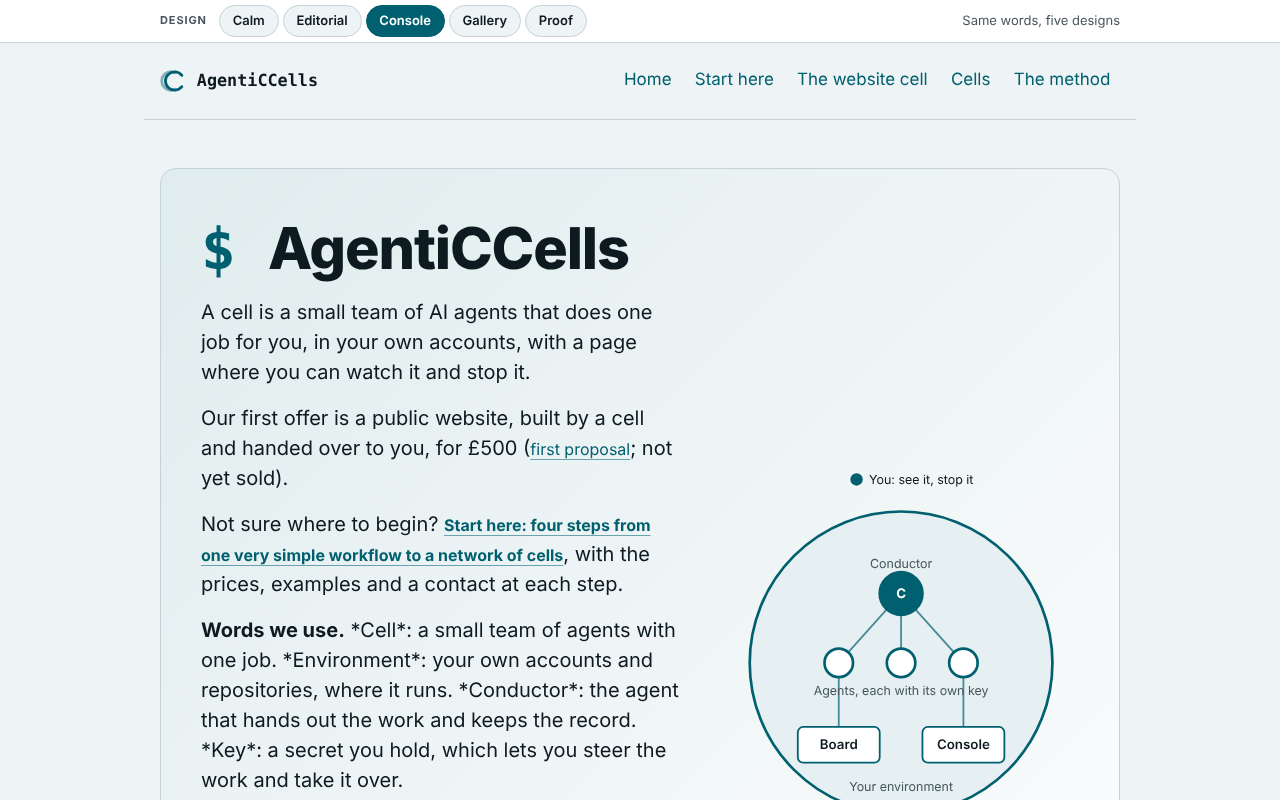 DESIGN Calm Editorial Console Gallery Proof Same words, five designs
AgentiCCells Home Start here The website cell Cells The method
$ AgentiCCells
A cell is a small team of AI agents that does one
job for you, in your own accounts, with a page
where you can watch it and stop it.
Our first offer is a public website, built by a cell
and handed over to you, for £500 (first proposal; not
yet sold).
Not sure where to begin? Start here: four steps from
one very simple workflow to a network of cells, with the
prices, examples and a contact at each step.
Words we use. *Cell*: a small team of agents with
one job. *Environment*: your own accounts and
repositories, where it runs. *Conductor*: the agent
that hands out the work and keeps the record.
*Key*: a secret you hold, which lets you steer the
work and take it over.
You: see it, stop it
Conductor
C
Agents, each with its own key
Board Console
Your environment